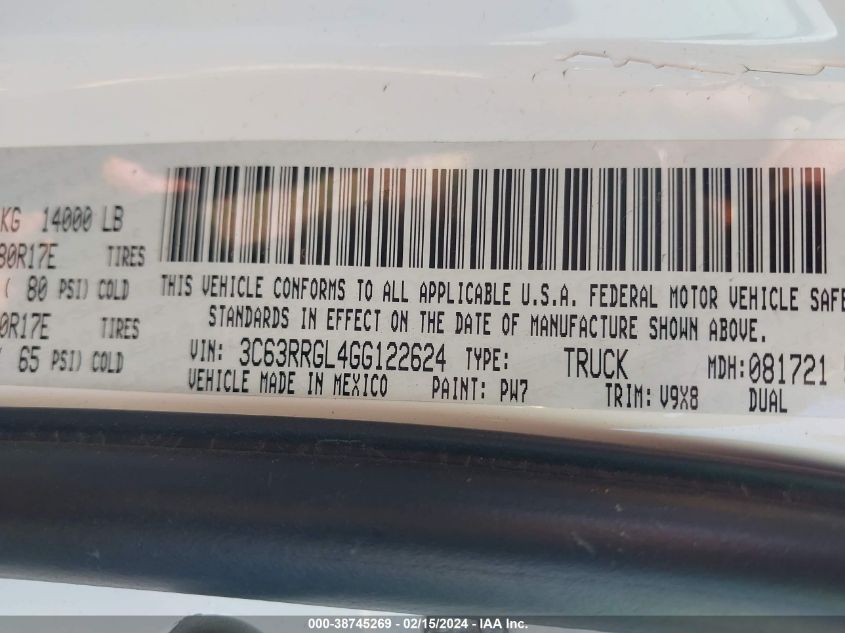 KG 14000 LB
80R17E TIRES
( 80 PSI) COLD
0R17E TIRES
65 PSI) COLD
THIS VEHICLE CONFORMS TO ALL APPLICABLE U.S.A. FEDERAL MOTOR VEHICLE SAFE
STANDARDS IN EFFECT ON THE DATE OF MANUFACTURE SHOWN ABOVE.
VIN: 3C63RRGL4GG122624 TYPE: TRUCK MDH:081721
VEHICLE MADE IN MEXICO PAINT: PW7 TRIM: V9X8 DUAL
000-38745269 - 02/15/2024 - IAA Inc.